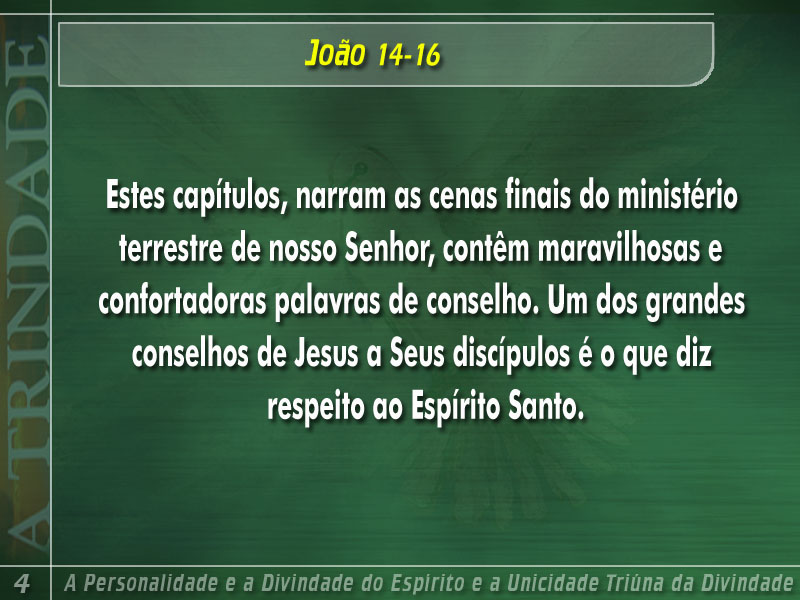 João 14-16
A TRINDADE
Estes capítulos, narram as cenas finais do ministério
terrestre de nosso Senhor, contêm maravilhosas e
confortadoras palavras de conselho. Um dos grandes
conselhos de Jesus a Seus discípulos é o que diz
respeito ao Espírito Santo.
4
A Personalidade e a Divindade do Espírito e a Unicidade Triúna da Divindade